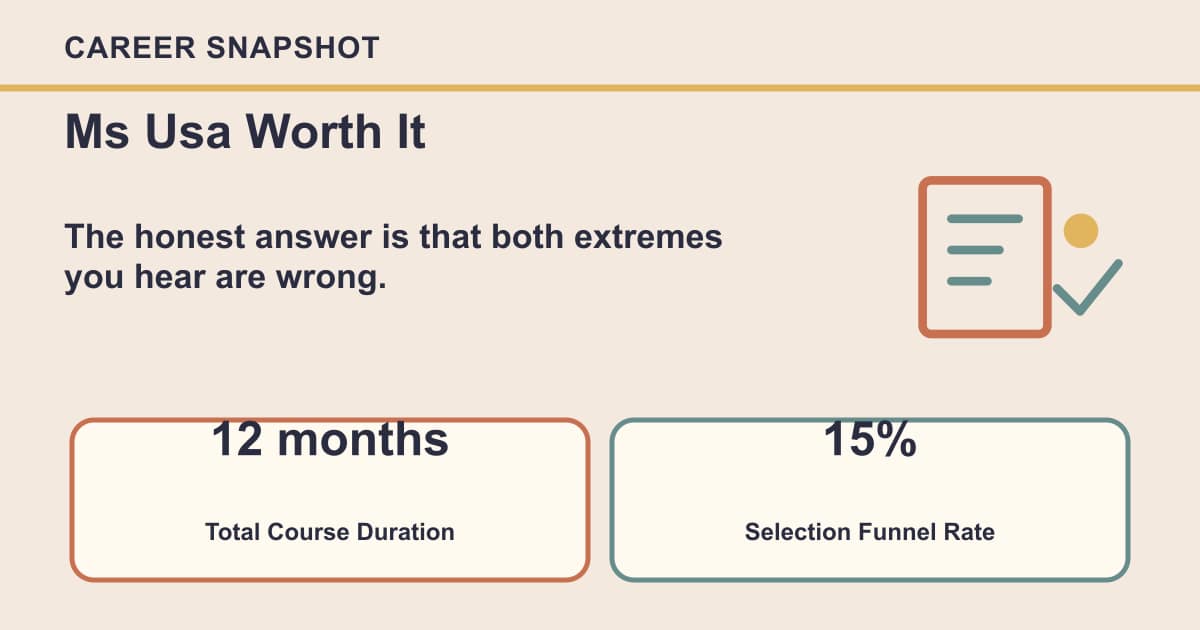 CAREER SNAPSHOT
Ms Usa Worth It
The honest answer is that both extremes
you hear are wrong.
12 months
Total Course Duration
15%
Selection Funnel Rate